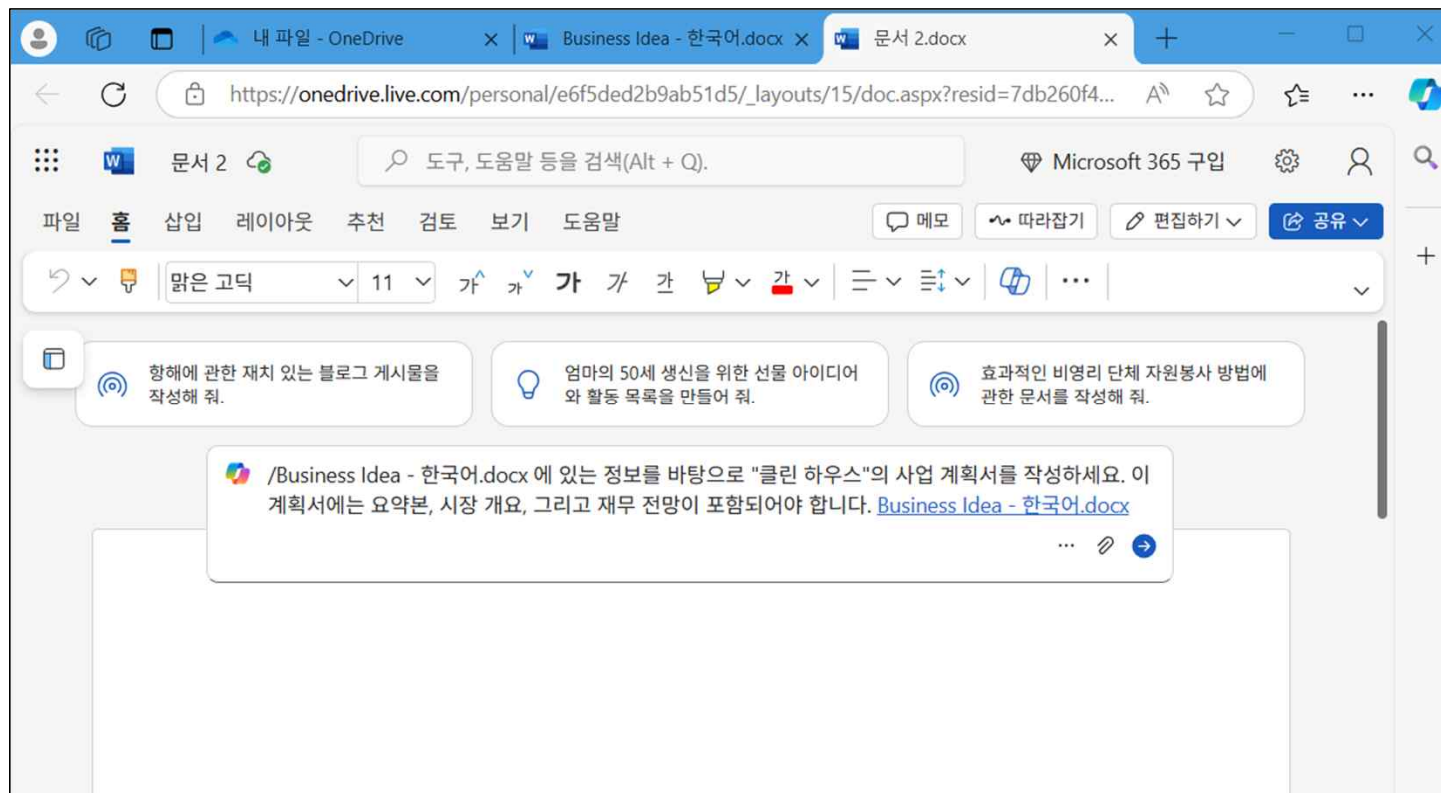 내 파일 - OneDrive
Business Idea - 한국어.docx
문서 2.docx
https://onedrive.live.com/personal/e6f5ded2b9ab51d5/_layouts/15/doc.aspx?resid=7db260f4...
문서 2
도구, 도움말 등을 검색(Alt + Q).
Microsoft 365 구입
파일 홈 삽입 레이아웃 추천 검토 보기 도움말
메모 따라잡기 편집하기 공유
맑은 고딕 11 가 가 가 가 간 간
항해에 관한 재치 있는 블로그 게시물을
작성해 줘.
엄마의 50세 생신을 위한 선물 아이디어
와 활동 목록을 만들어 줘.
효과적인 비영리 단체 자원봉사 방법에
관한 문서를 작성해 줘.
/Business Idea - 한국어.docx 에 있는 정보를 바탕으로 "클린 하우스"의 사업 계획서를 작성하세요. 이
계획서에는 요약본, 시장 개요, 그리고 재무 전망이 포함되어야 합니다. Business Idea - 한국어.docx